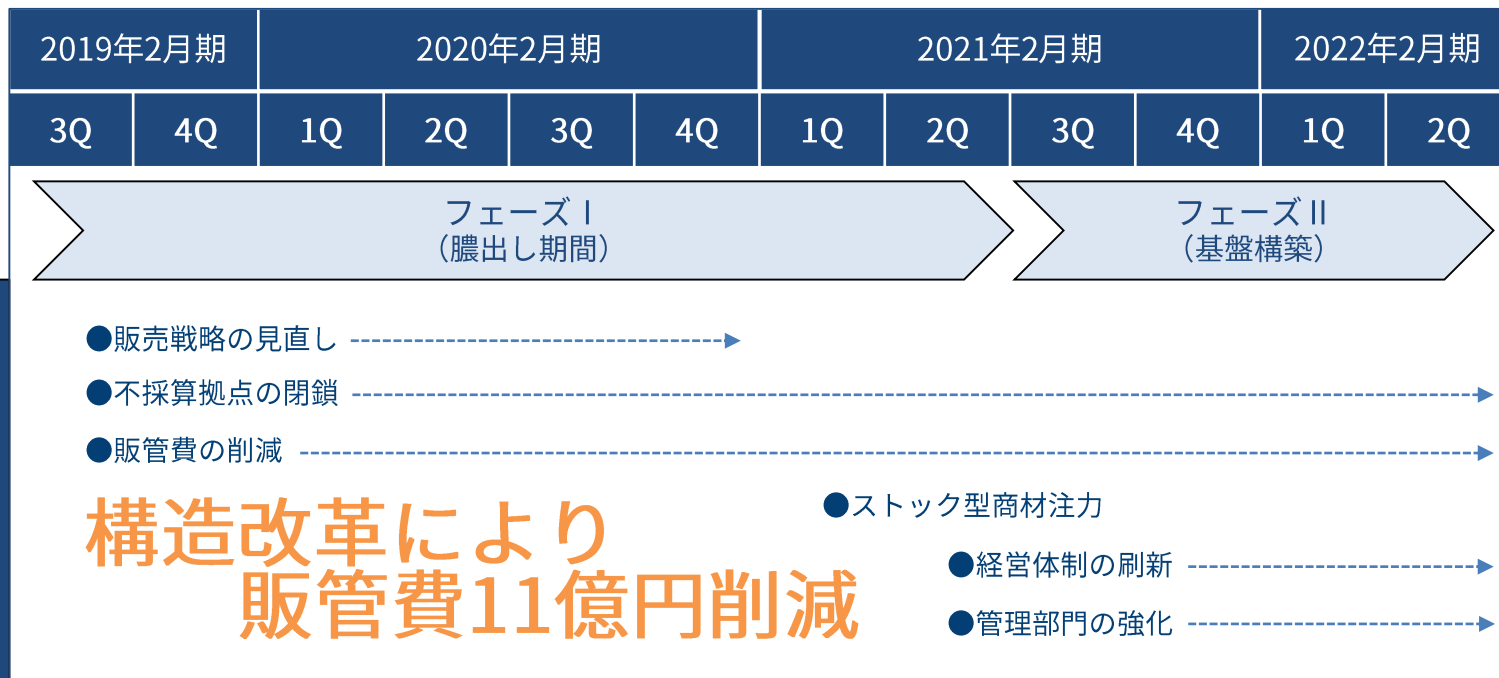 2019年2月期 2020年2月期 2021年2月期 2022年2月期
3Q 4Q 1Q 2Q 3Q 4Q 1Q 2Q 3Q 4Q 1Q 2Q
フェーズⅠ
（膿出し期間）
フェーズⅡ
（基盤構築）
●販売戦略の見直し
●不採算拠点の閉鎖
●販管費の削減
●ストック型商材注力
●経営体制の刷新
●管理部門の強化
構造改革により
販管費11億円削減